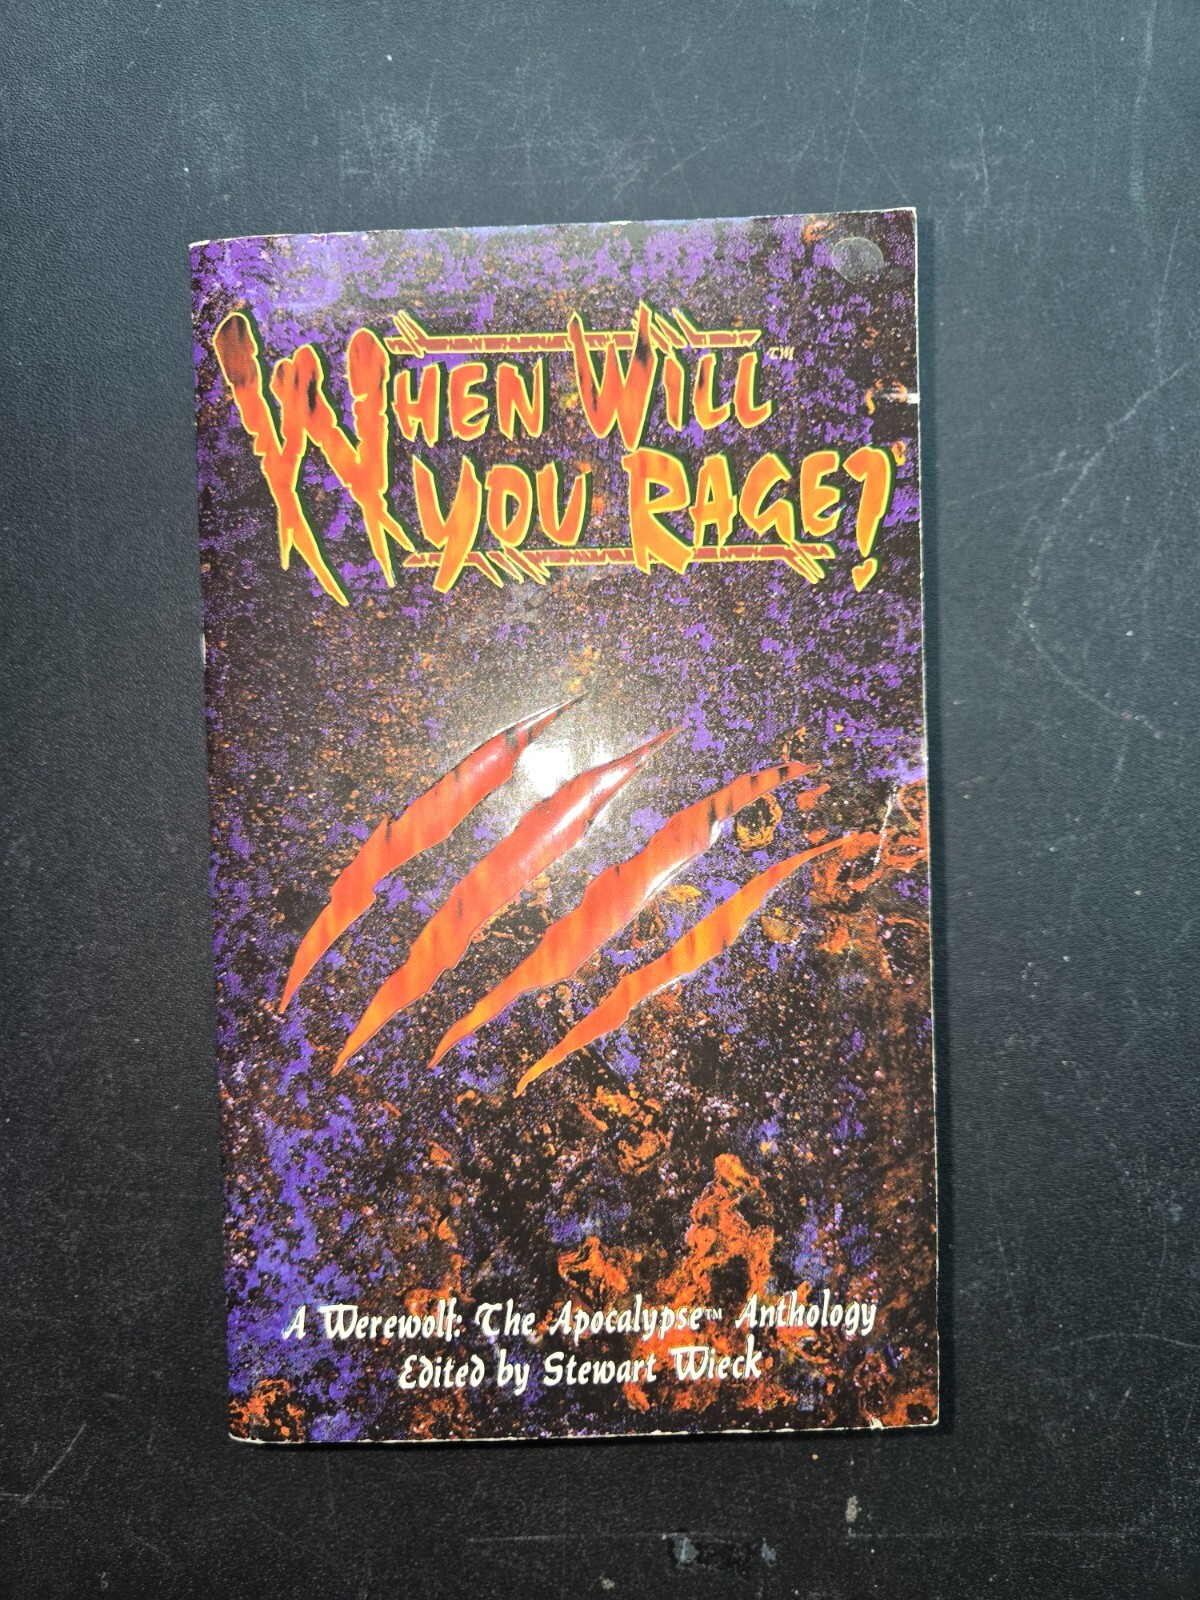 When Will™
You Rage?
A Werewolf: The Apocalypse™ Anthology
Edited by Stewart Wieck